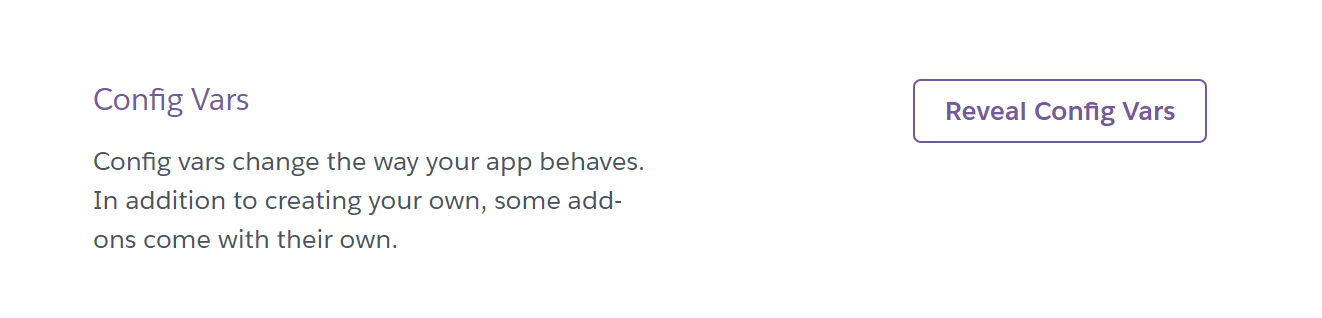 Config Vars
Reveal Config Vars
Config vars change the way your app behaves.
In addition to creating your own, some add-
ons come with their own.